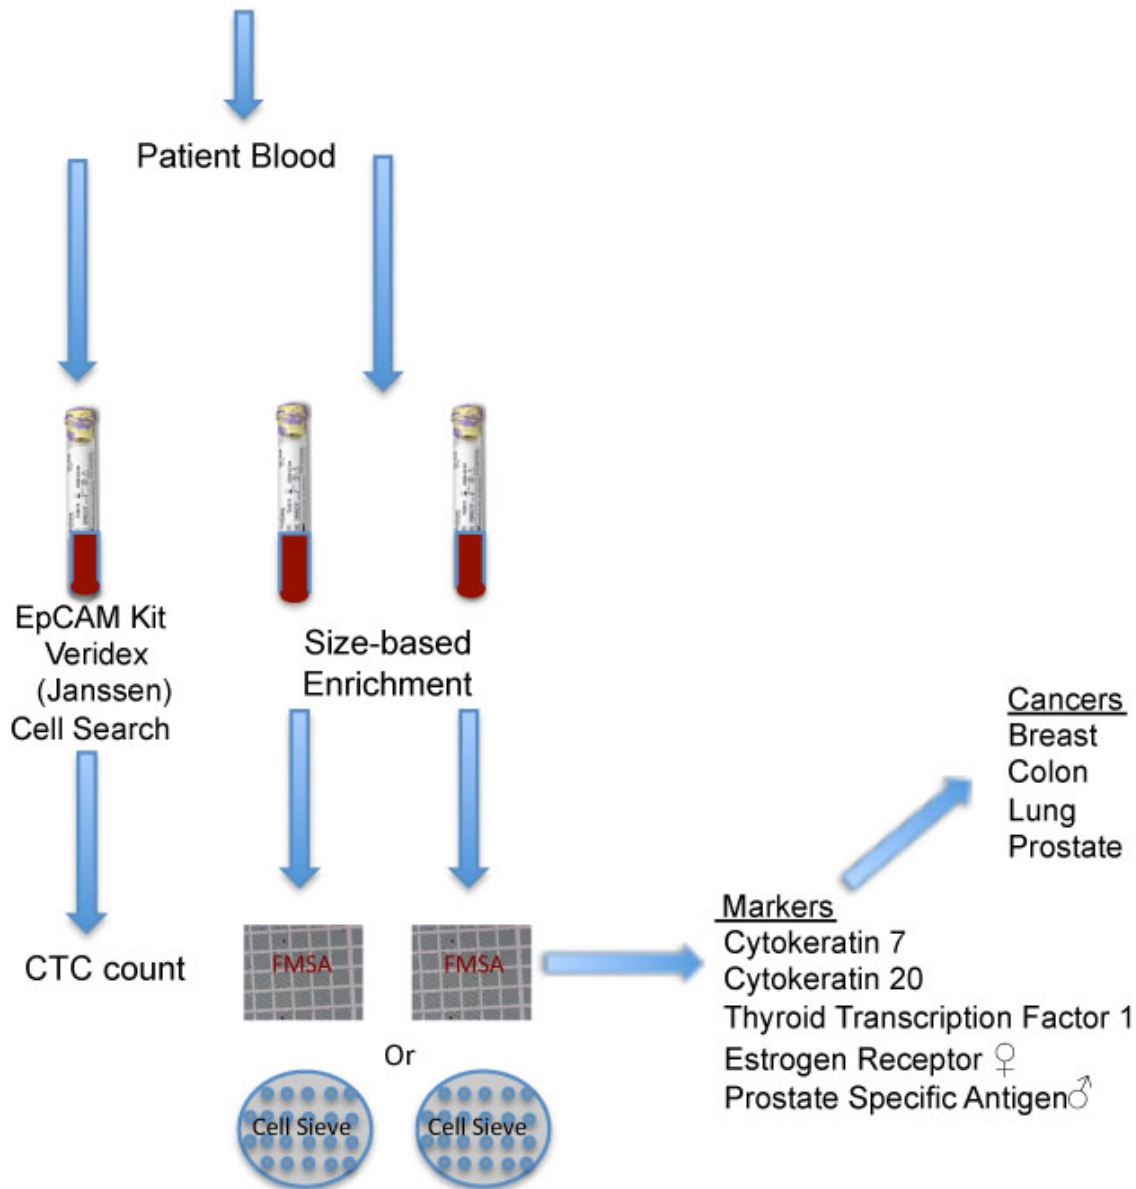 Patient Blood
EpCAM Kit
Veridex
(Janssen)
Cell Search
Size-based
Enrichment
CTC count
FMSA
FMSA
Or
Cell Sieve
Cell Sieve
Markers
Cytokeratin 7
Cytokeratin 20
Thyroid Transcription Factor 1
Estrogen Receptor ♀
Prostate Specific Antigen♂
Cancers
Breast
Colon
Lung
Prostate